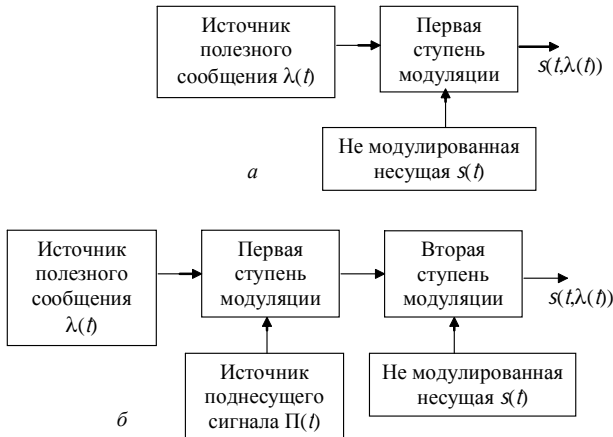 Источник
полезного
сообщения λ(t)
Первая
ступень
модуляции
s(t,λ(t))
Не модулированная
несущая s(t)
а
Источник
полезного
сообщения
λ(t)
Первая
ступень
модуляции
Вторая
ступень
модуляции
s(t,λ(t))
Источник
поднесущего
сигнала П(t)
Не модулированная
несущая s(t)
б